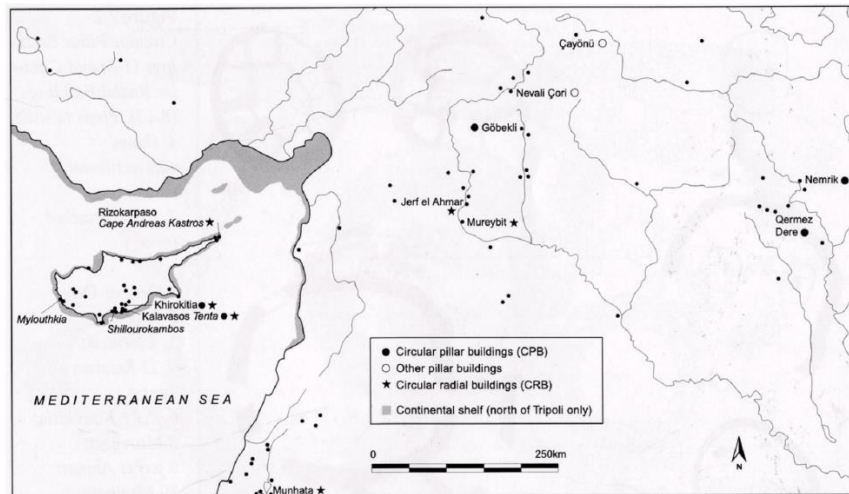 Çayönü
Nevali Çori
Göbekli
Nemrik
Jerf el Ahmar
Mureybit
Qermez
Dere
Rizokarpaso
Cape Andreas Kastros
Khirokitia
Kalavasos Tenta
Mylouthkia
Shillourokambos
Circular pillar buildings (CPB)
Other pillar buildings
Circular radial buildings (CRB)
Continental shelf (north of Tripoli only)
MEDITERRANEAN SEA
0 250km
N
Munhata